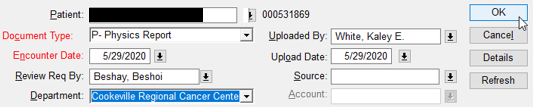 Patient: 000531869 OK
Document Type: P- Physics Report Uploaded By: White, Kaley E. Cancel
Encounter Date: 5/29/2020 Upload Date: 5/29/2020 Details
Review Req By: Beshay, Beshoi Source: Refresh
Department: Cookeville Regional Cancer Cente Account: